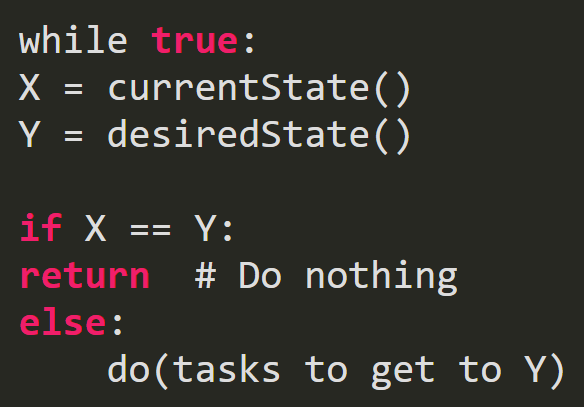 while true:
X = currentState()
Y = desiredState()
if X == Y:
return  # Do nothing
else:
    do(tasks to get to Y)